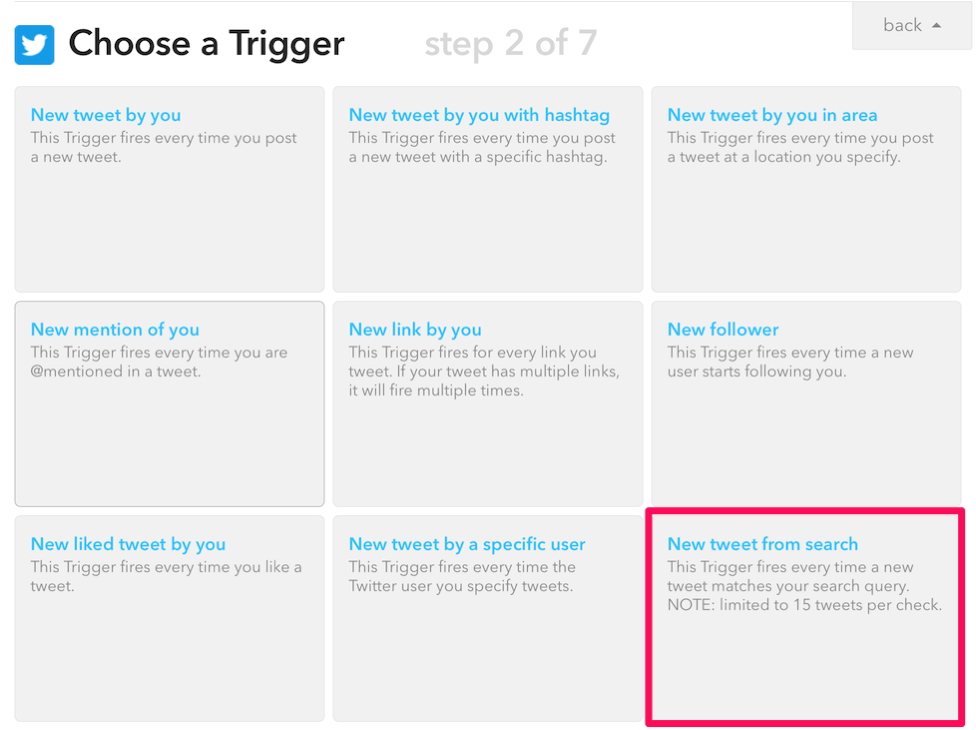 Choose a Trigger
step 2 of 7
back
New tweet by you
This Trigger fires every time you post
a new tweet.
New tweet by you with hashtag
This Trigger fires every time you post
a new tweet with a specific hashtag.
New tweet by you in area
This Trigger fires every time you post
a tweet at a location you specify.
New mention of you
This Trigger fires every time you are
@mentioned in a tweet.
New link by you
This Trigger fires for every link you
tweet. If your tweet has multiple links,
it will fire multiple times.
New follower
This Trigger fires every time a new
user starts following you.
New liked tweet by you
This Trigger fires every time you like a
tweet.
New tweet by a specific user
This Trigger fires every time the
Twitter user you specify tweets.
New tweet from search
This Trigger fires every time a new
tweet matches your search query.
NOTE: limited to 15 tweets per check.